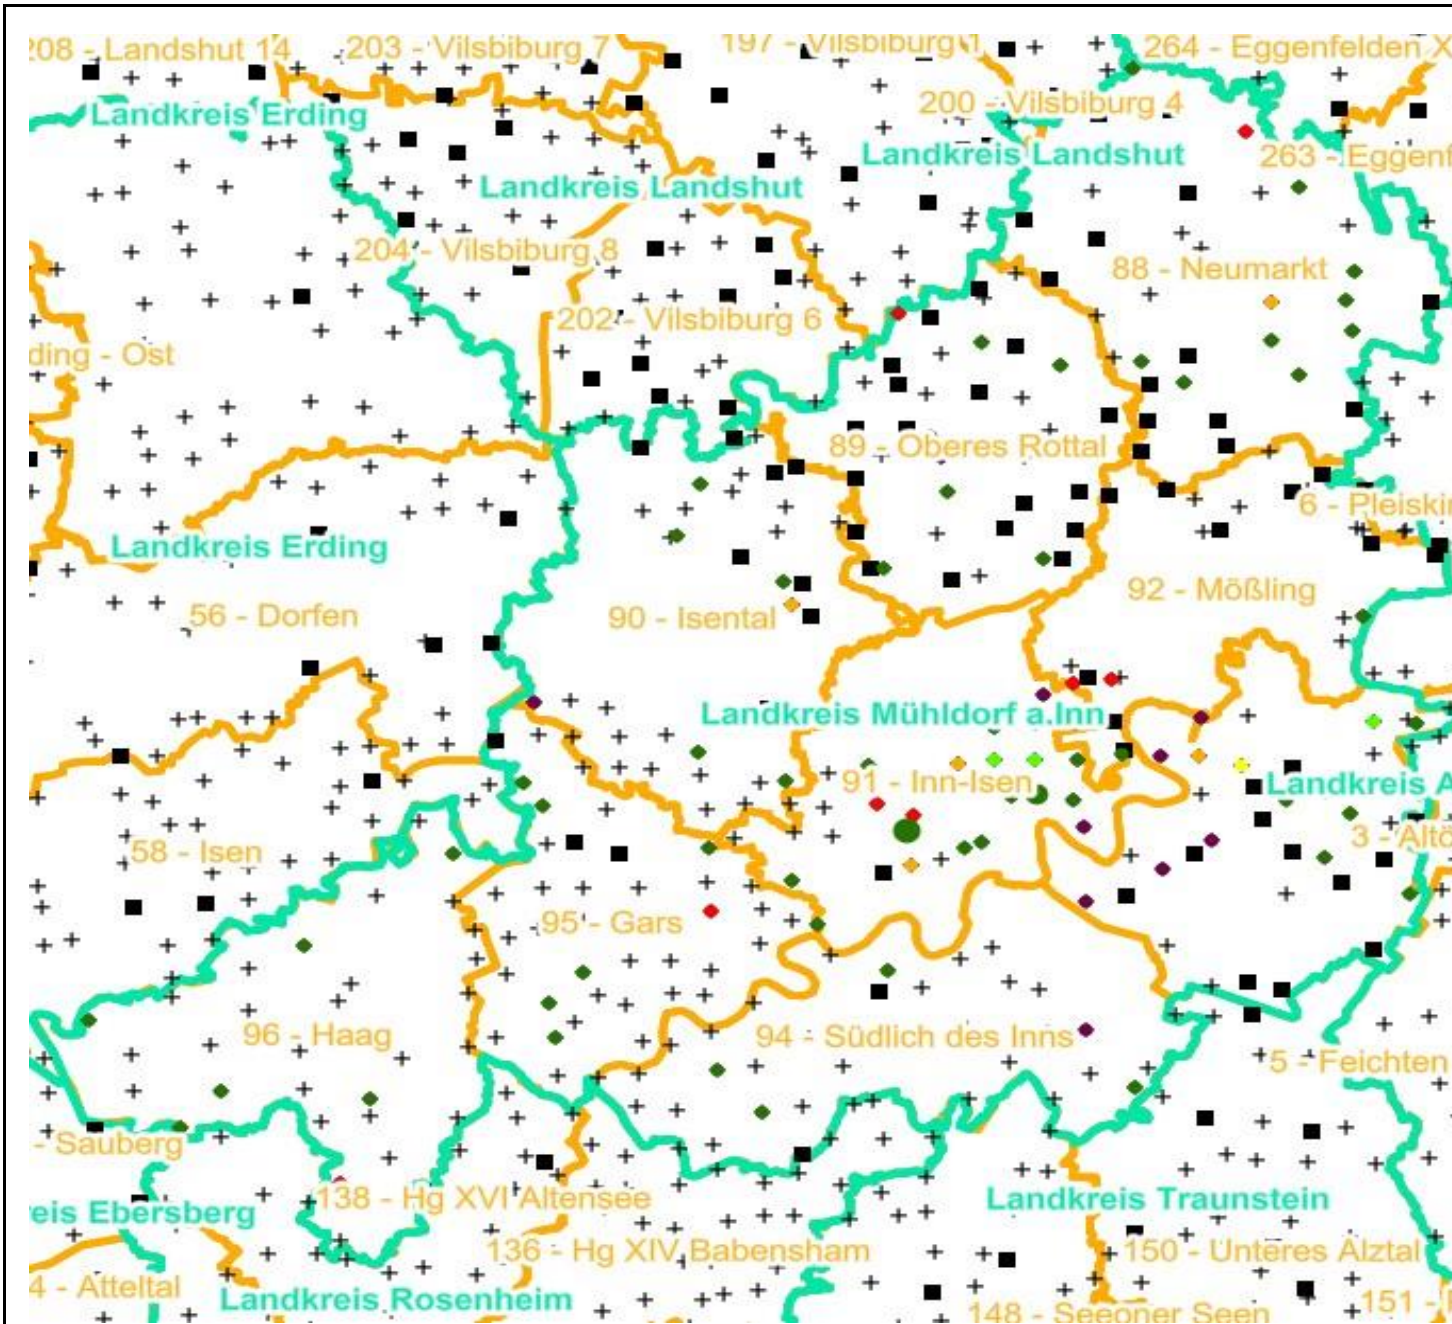 208 - Landshut 14
203 - Vilsbiburg 7
197 - Vilsbiburg 1
264 - Eggenfelden X
Landkreis Erding
200 - Vilsbiburg 4
Landkreis Landshut
263 - Eggenf
Landkreis Landshut
204 - Vilsbiburg 8
88 - Neumarkt
202 - Vilsbiburg 6
ding - Ost
89 - Oberes Rottal
6 - Pleiskir
Landkreis Erding
56 - Dorfen
90 - Isental
92 - Mößling
Landkreis Mühldorf a.Inn
91 - Inn-Isen
Landkreis A
58 - Isen
3 - Altö
95 - Gars
96 - Haag
94 - Südlich des Inns
5 - Feichten
- Sauberg
138 - Hg XVI Altensee
Landkreis Traunstein
eis Ebersberg
136 - Hg XIV Babensham
150 - Unteres Alztal
4 - Atteltal
Landkreis Rosenheim
148 - Seeoner Seen
151 -